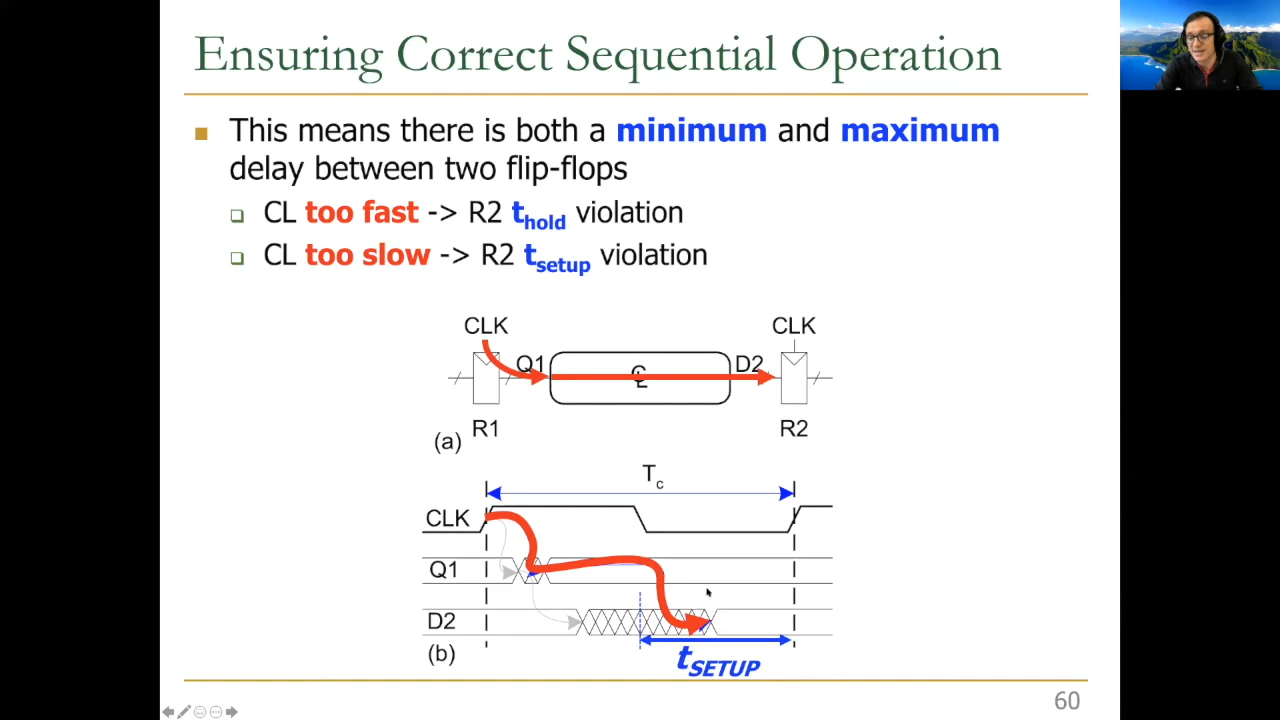 Ensuring Correct Sequential Operation
This means there is both a minimum and maximum
delay between two flip-flops
CL too fast -> R2 thold violation
CL too slow -> R2 tsetup violation
CLK CLK
Q1 CL D2
R1 R2
(a)
Tc
CLK
Q1
D2
(b)
tSETUP
60